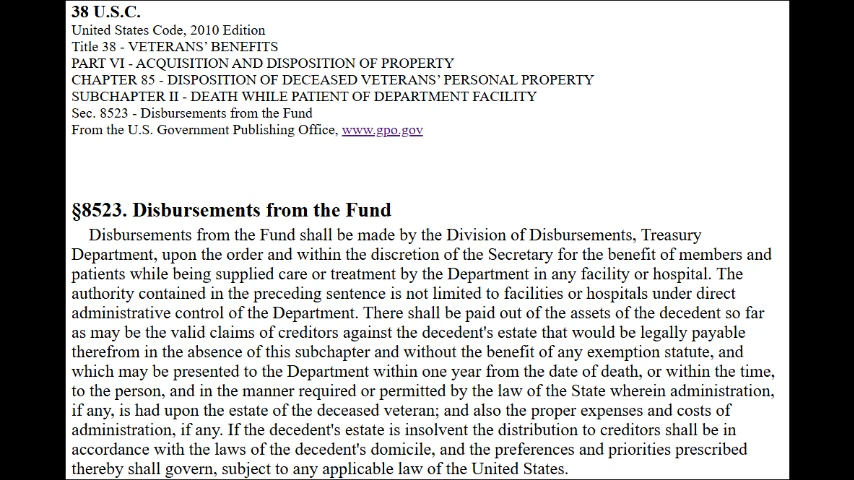 38 U.S.C.
United States Code, 2010 Edition
Title 38 - VETERANS’ BENEFITS
PART VI - ACQUISITION AND DISPOSITION OF PROPERTY
CHAPTER 85 - DISPOSITION OF DECEASED VETERANS’ PERSONAL PROPERTY
SUBCHAPTER II - DEATH WHILE PATIENT OF DEPARTMENT FACILITY
Sec. 8523 - Disbursements from the Fund
From the U.S. Government Publishing Office, www.gpo.gov
§8523. Disbursements from the Fund
Disbursements from the Fund shall be made by the Division of Disbursements, Treasury
Department, upon the order and within the discretion of the Secretary for the benefit of members and
patients while being supplied care or treatment by the Department in any facility or hospital. The
authority contained in the preceding sentence is not limited to facilities or hospitals under direct
administrative control of the Department. There shall be paid out of the assets of the decedent so far
as may be the valid claims of creditors against the decedent's estate that would be legally payable
therefrom in the absence of this subchapter and without the benefit of any exemption statute, and
which may be presented to the Department within one year from the date of death, or within the time,
to the person, and in the manner required or permitted by the law of the State wherein administration,
if any, is had upon the estate of the deceased veteran; and also the proper expenses and costs of
administration, if any. If the decedent's estate is insolvent the distribution to creditors shall be in
accordance with the laws of the decedent's domicile, and the preferences and priorities prescribed
thereby shall govern, subject to any applicable law of the United States.